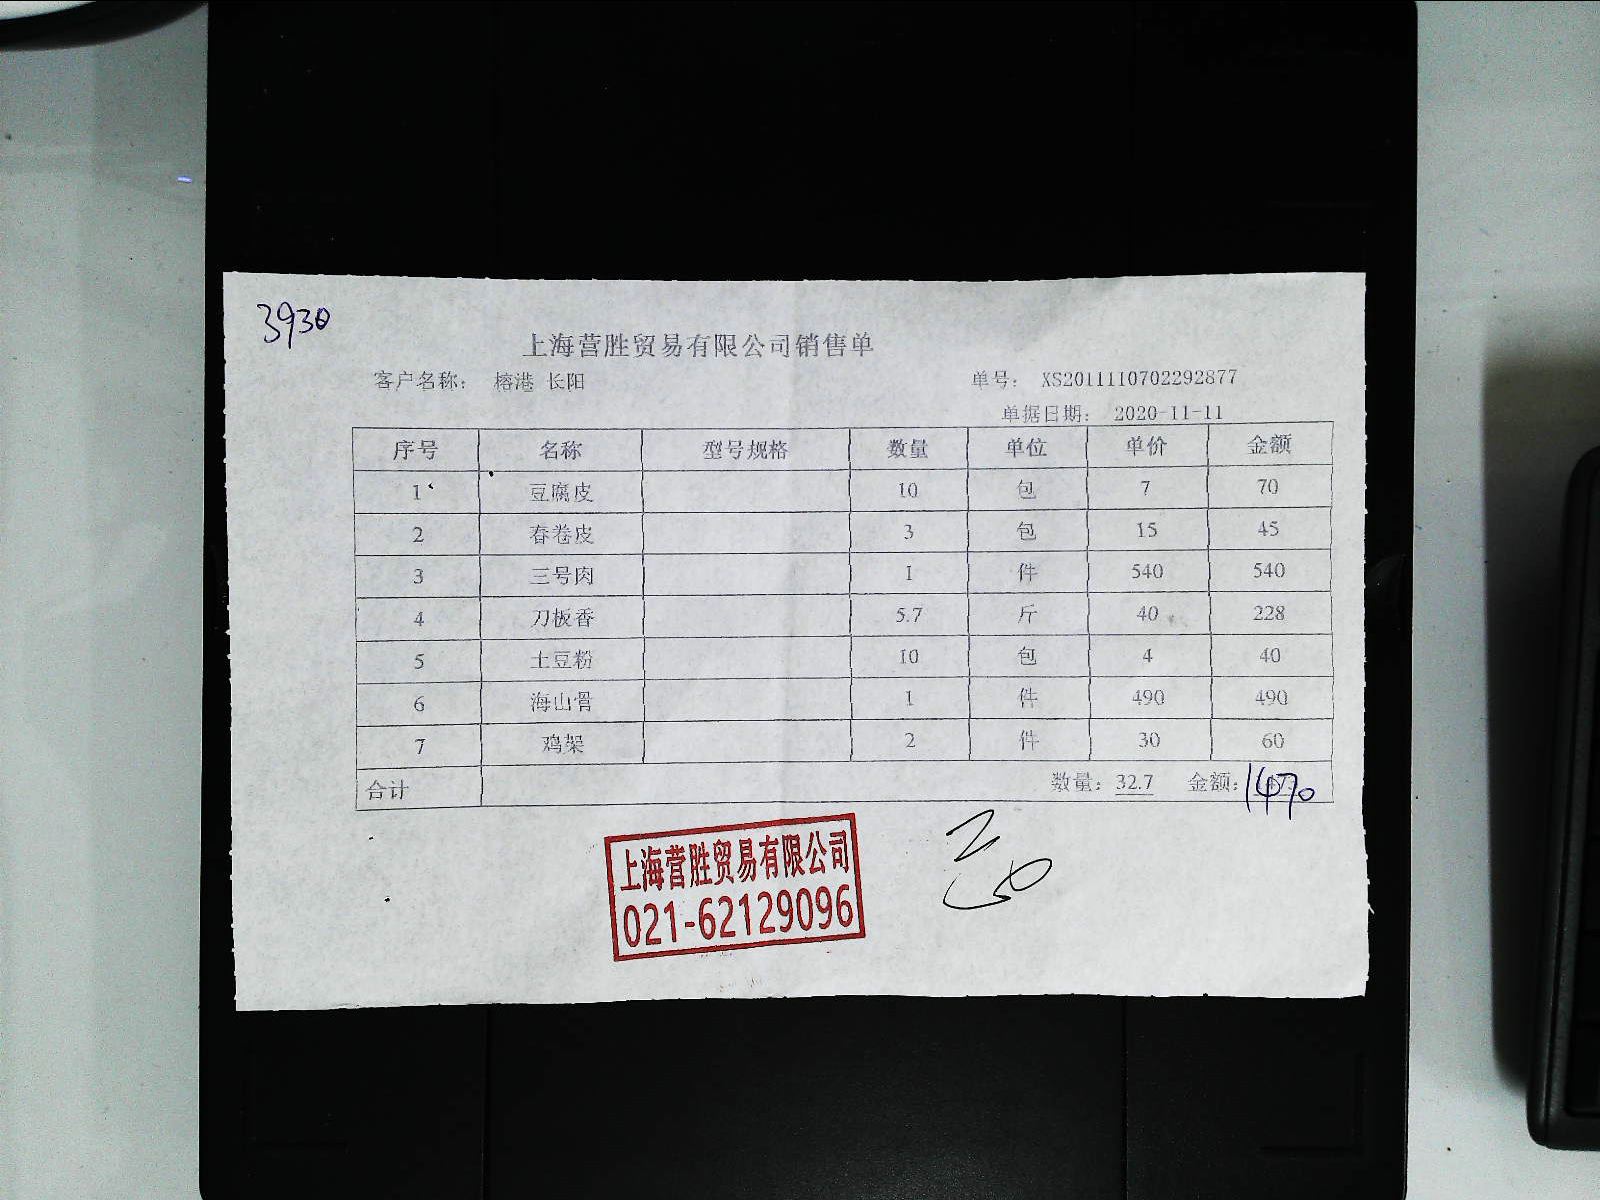 3930
上海营胜贸易有限公司销售单
客户名称： 榕港 长阳 单号： XS2011110702292877
单据日期： 2020-11-11
序号 名称 型号规格 数量 单位 单价 金额
1 豆腐皮 10 包 7 70
2 春卷皮 3 包 15 45
3 三号肉 1 件 540 540
4 刀板香 5.7 斤 40 228
5 土豆粉 10 包 4 40
6 海山骨 1 件 490 490
7 鸡架 2 件 30 60
合计 数量：32.7 金额：1470
上海营胜贸易有限公司
021-62129096